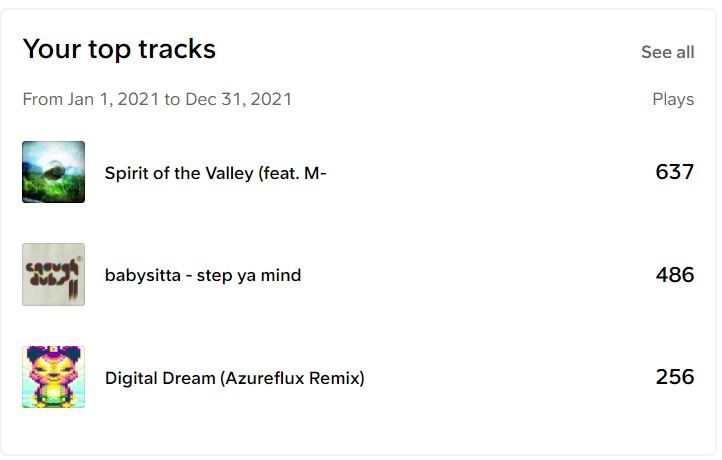 Your top tracks
See all
From Jan 1, 2021 to Dec 31, 2021
Plays
Spirit of the Valley (feat. M-
637
enough
dubs
II
babysitta - step ya mind
486
Digital Dream (Azureflux Remix)
256